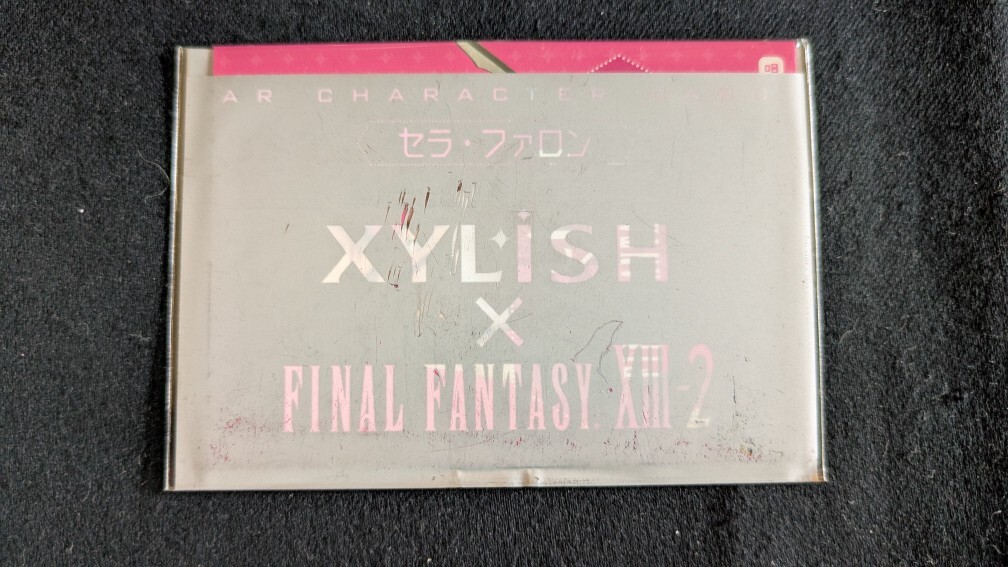 AR CHARACTER
セラ・ファロン
XYLISH
×
FINAL FANTASY XIII-2